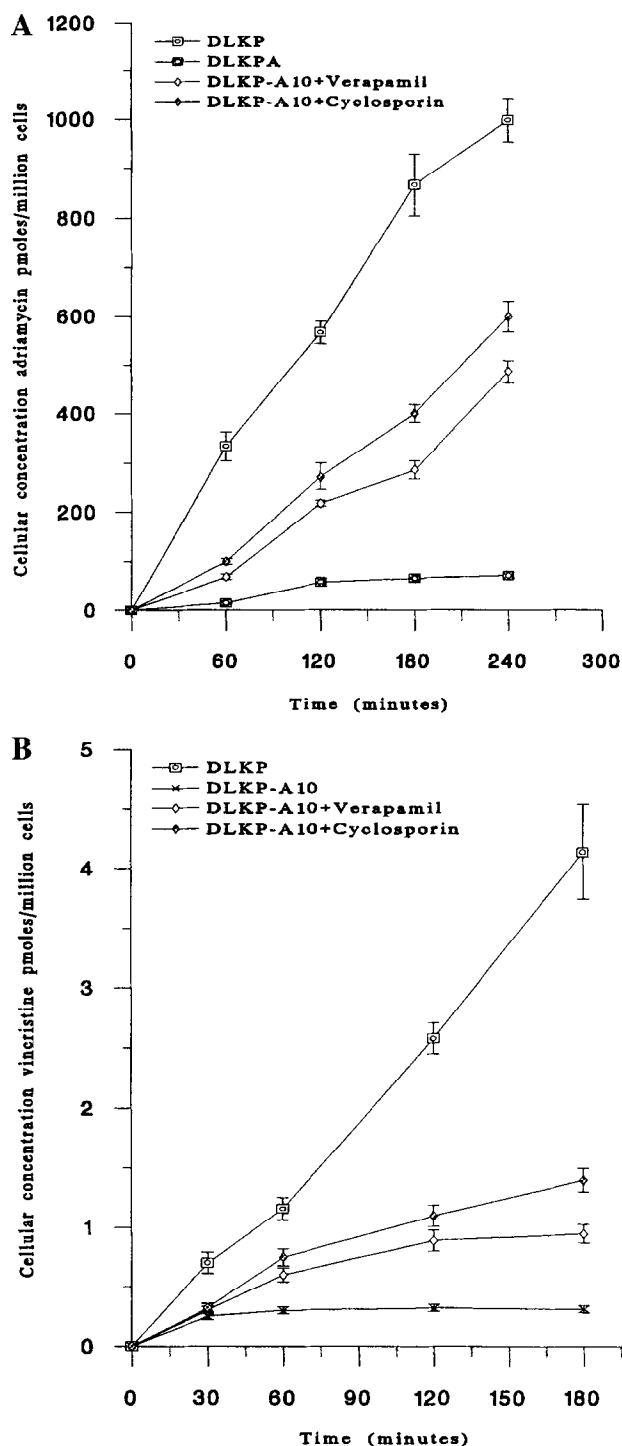 A
DLKP
DLKPA
DLKP-A10+Verapamil
DLKP-A10+Cyclosporin
Cellular concentration adriamycin pmoles/million cells
1200
1000
800
600
400
200
0
0 60 120 180 240 300
Time (minutes)
B
DLKP
DLKP-A10
DLKP-A10+Verapamil
DLKP-A10+Cyclosporin
Cellular concentration vincristine pmoles/million cells
5
4
3
2
1
0
0 30 60 90 120 150 180
Time (minutes)